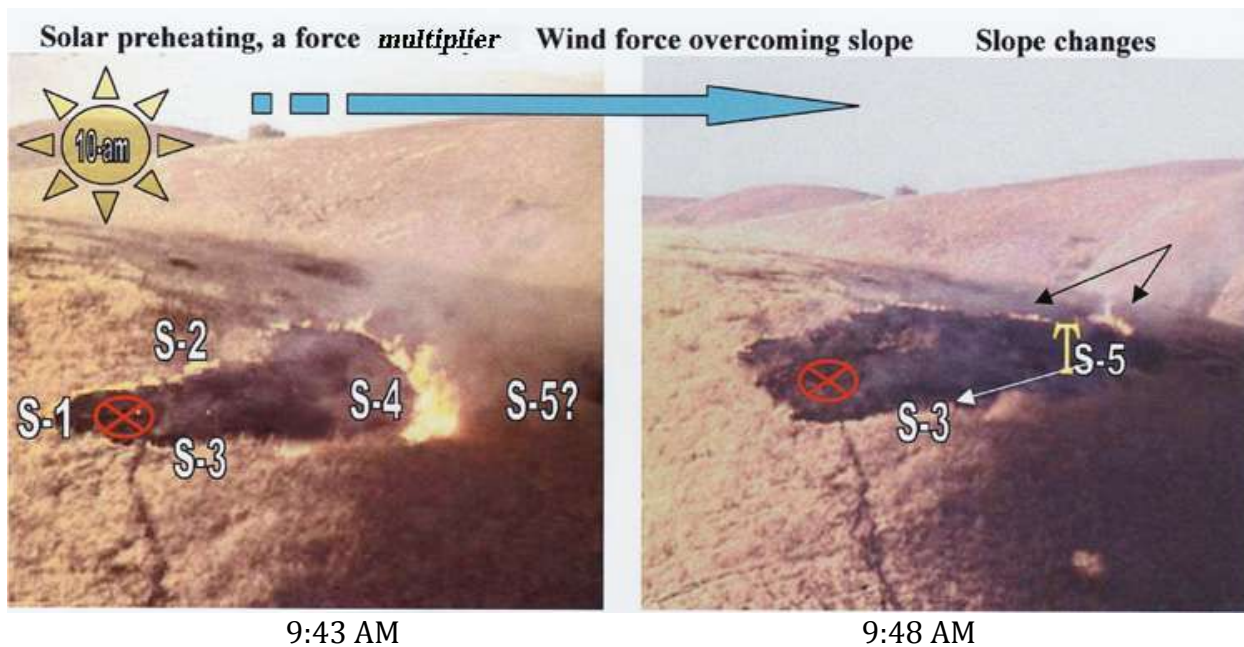 Solar preheating, a force multiplier Wind force overcoming slope Slope changes
10-am
S-2
S-1
S-4
S-5?
S-3
T
S-5
S-3
9:43 AM
9:48 AM